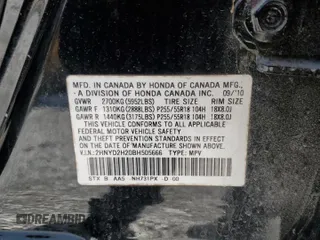 MFD. IN CANADA BY HONDA OF CANADA MFG.,
A DIVISION OF HONDA CANADA INC. 09/10
GVWR 2700KG(5952LBS) TIRE SIZE RIM SIZE
GAWR F 1310KG(2888LBS) P255/55R18 104H 18X8.0J
GAWR R 1440KG(3175LBS) P255/55R18 104H 18X8.0J
THIS VEHICLE CONFORMS TO ALL APPLICABLE
FEDERAL MOTOR VEHICLE SAFETY AND
THEFT PREVENTION STANDARDS IN EFFECT ON
THE DATE OF MANUFACTURE SHOWN ABOVE.
V.I.N.:2HNYD2H20BH505666 TYPE: MPV
STX B AA5 NH731PX D 00